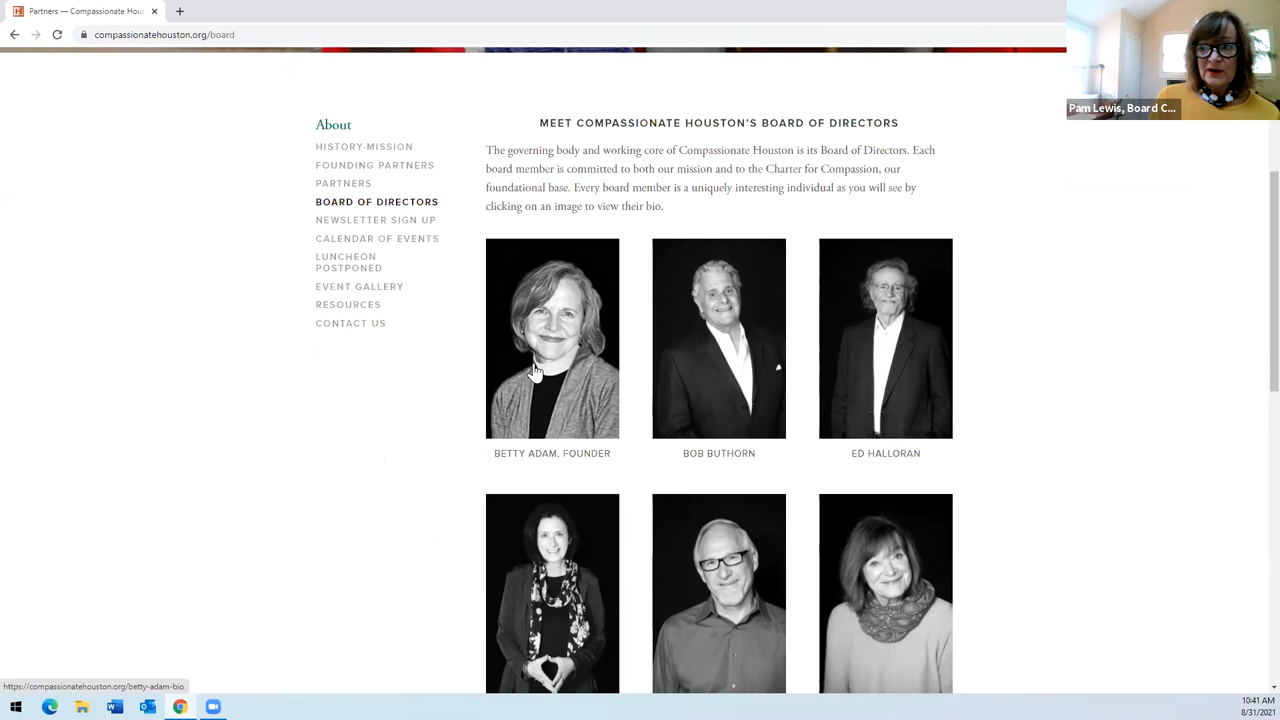 Partners — Compassionate Hou
compassionatehouston.org/board
Pam Lewis, Board C...
About
HISTORY-MISSION
FOUNDING PARTNERS
PARTNERS
BOARD OF DIRECTORS
NEWSLETTER SIGN UP
CALENDAR OF EVENTS
LUNCHEON
POSTPONED
EVENT GALLERY
RESOURCES
CONTACT US
MEET COMPASSIONATE HOUSTON'S BOARD OF DIRECTORS
The governing body and working core of Compassionate Houston is its Board of Directors. Each
board member is committed to both our mission and to the Charter for Compassion, our
foundational base. Every board member is a uniquely interesting individual as you will see by
clicking on an image to view their bio.
BETTY ADAM, FOUNDER
BOB BUTHORN
ED HALLORAN
https://compassionatehouston.org/betty-adam-bio
10:41 AM
8/31/2021